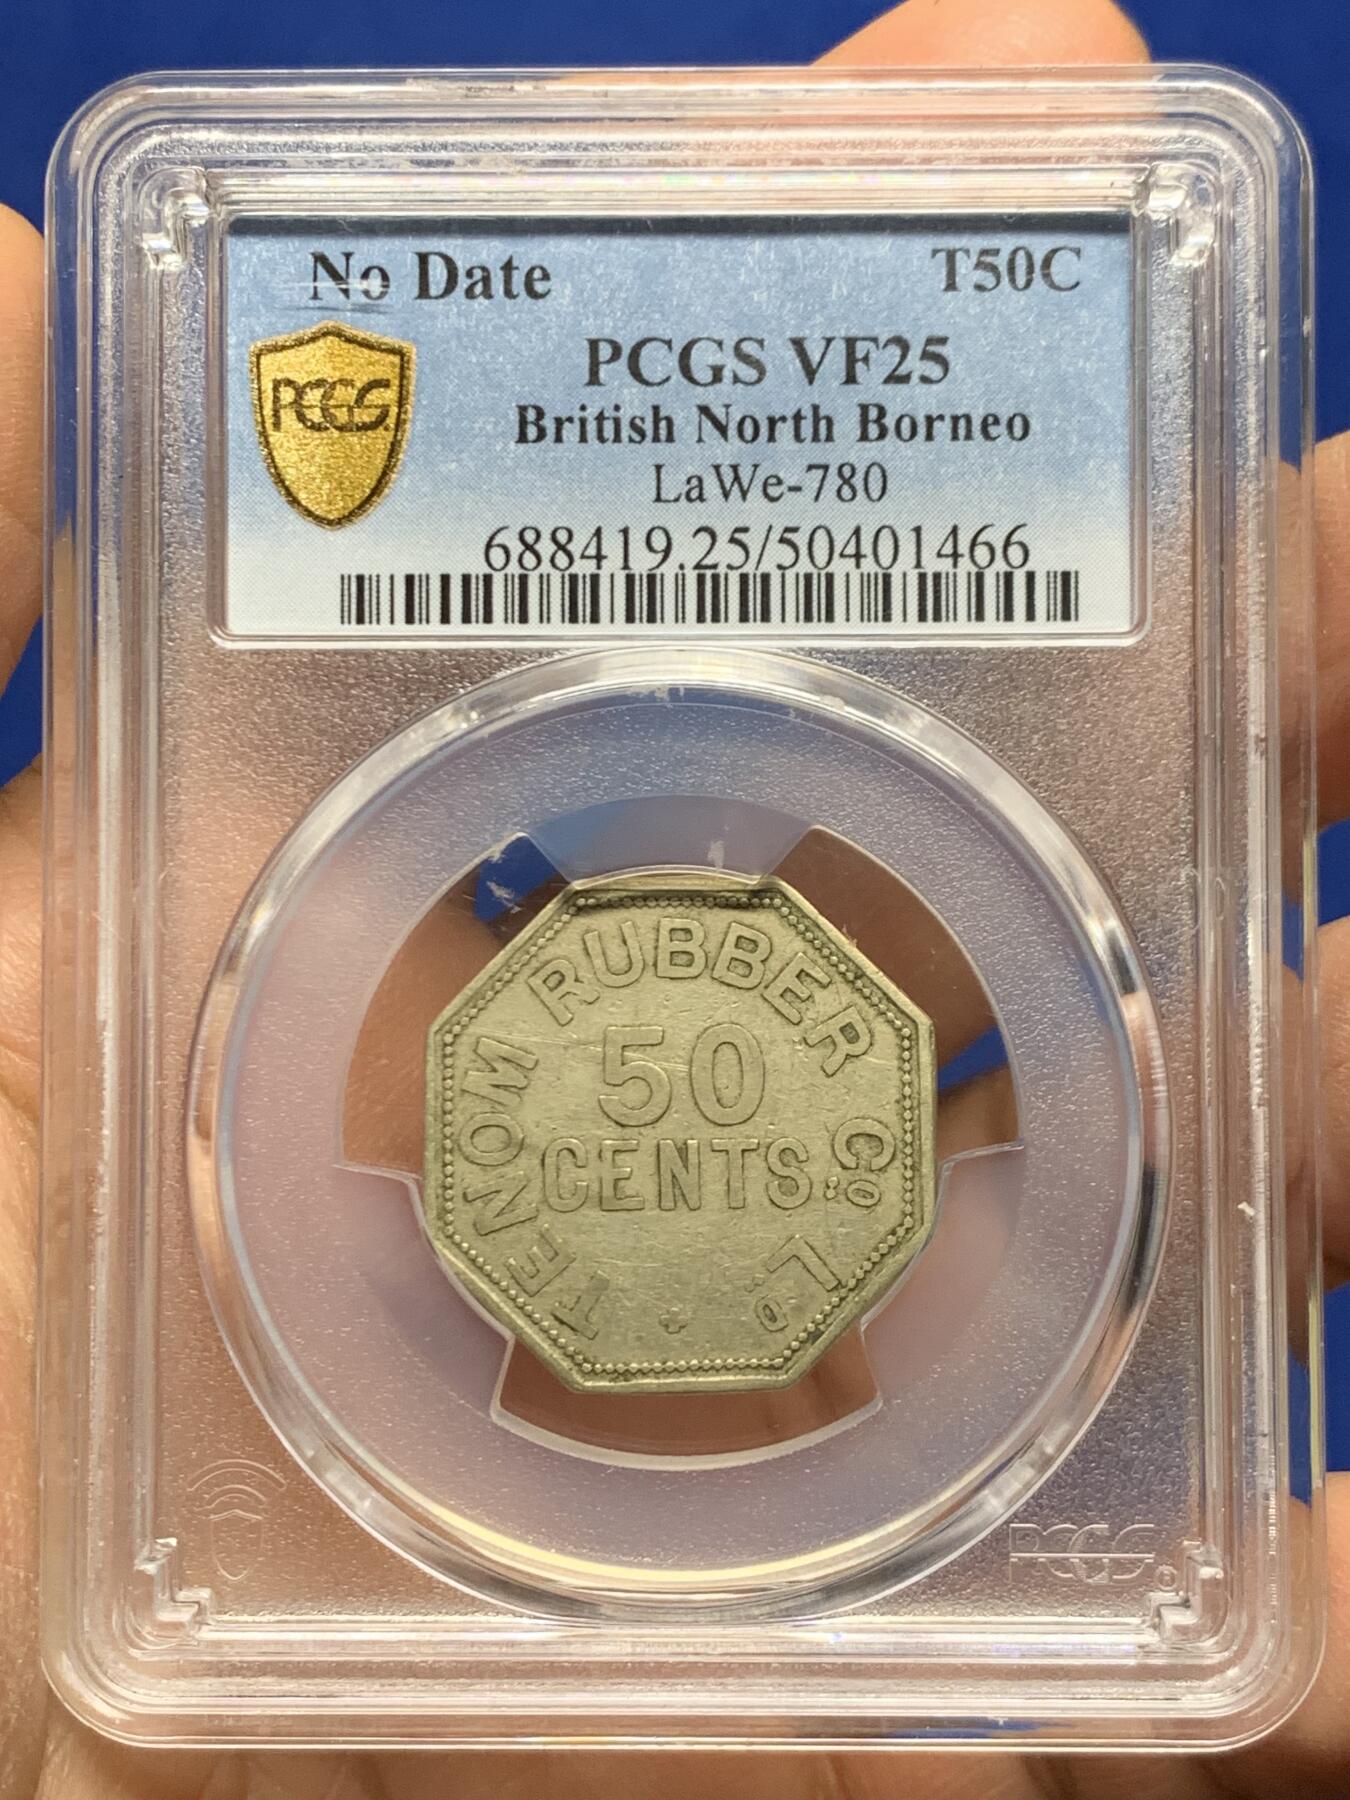 No Date T50C
PCGS
PCGS VF25
British North Borneo
LaWe-780
688419.25/50401466
TENOM RUBBER Co: LD
50
CENTS
PCGS